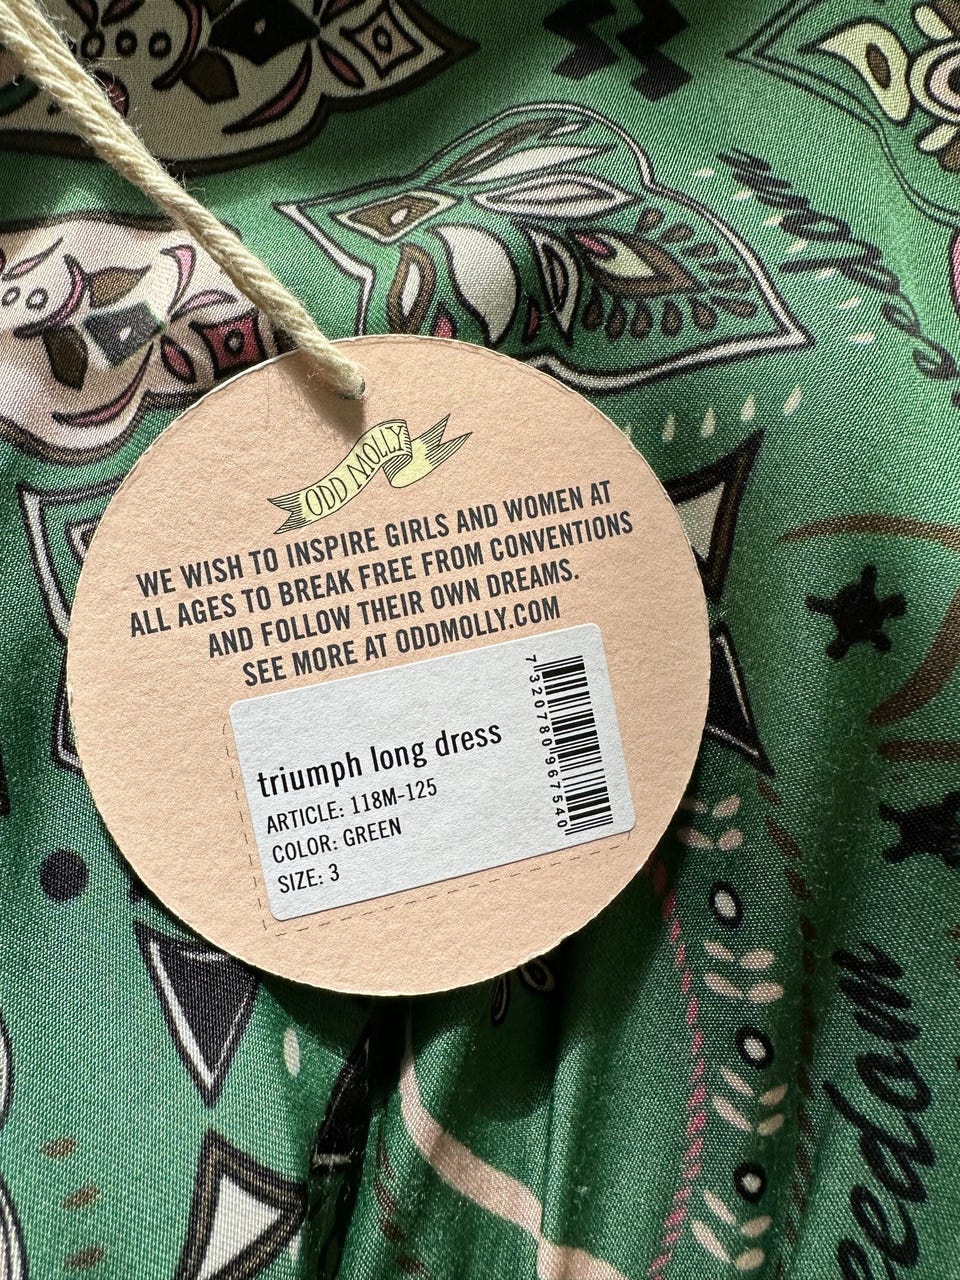 ODD MOLLY
WE WISH TO INSPIRE GIRLS AND WOMEN AT
ALL AGES TO BREAK FREE FROM CONVENTIONS
AND FOLLOW THEIR OWN DREAMS.
SEE MORE AT ODDMOLLY.COM
triumph long dress
ARTICLE: 118M-125
COLOR: GREEN
SIZE: 3
7320780967540
eedom